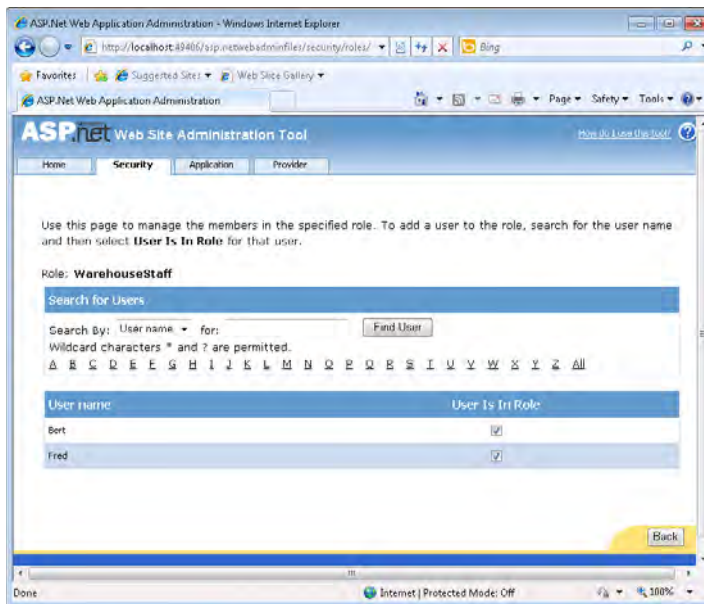 ASP.Net Web Application Administration - Windows Internet Explorer
http://localhost:49406/asp.netwebadminfiles/security/roles/
Bing
Favorites
Suggested Sites
Web Slice Gallery
ASP.Net Web Application Administration
Page
Safety
Tools
ASP.net Web Site Administration Tool
How do I use this tool?
Home
Security
Application
Provider
Use this page to manage the members in the specified role. To add a user to the role, search for the user name
and then select User Is In Role for that user.
Role: WarehouseStaff
Search for Users
Search By: User name for: Find User
Wildcard characters * and ? are permitted.
A B C D E F G H I J K L M N O P Q R S T U V W X Y Z All
User name User Is In Role
Bert
Fred
Back
Done
Internet | Protected Mode: Off
100%